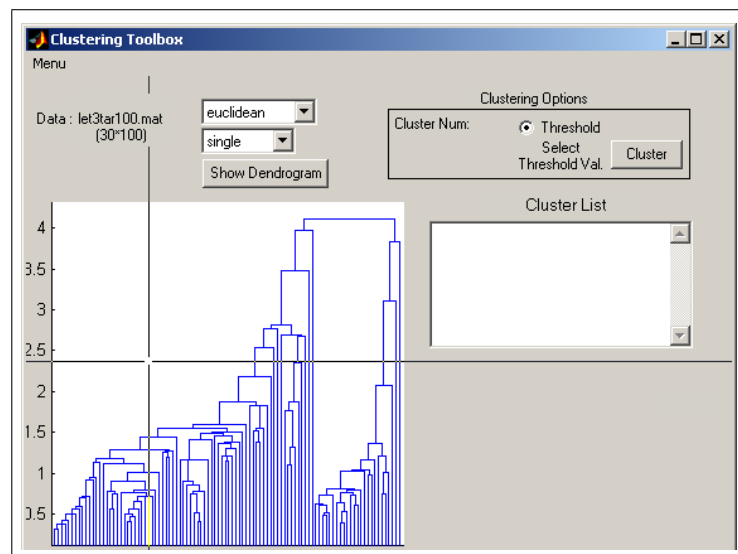 Clustering Toolbox
Menu
Data : let3tar100.mat
(30*100)
euclidean
single
Show Dendrogram
Clustering Options
Cluster Num:
Threshold
Select
Threshold Val.
Cluster
Cluster List
4
3.5
3
2.5
2
1.5
1
0.5